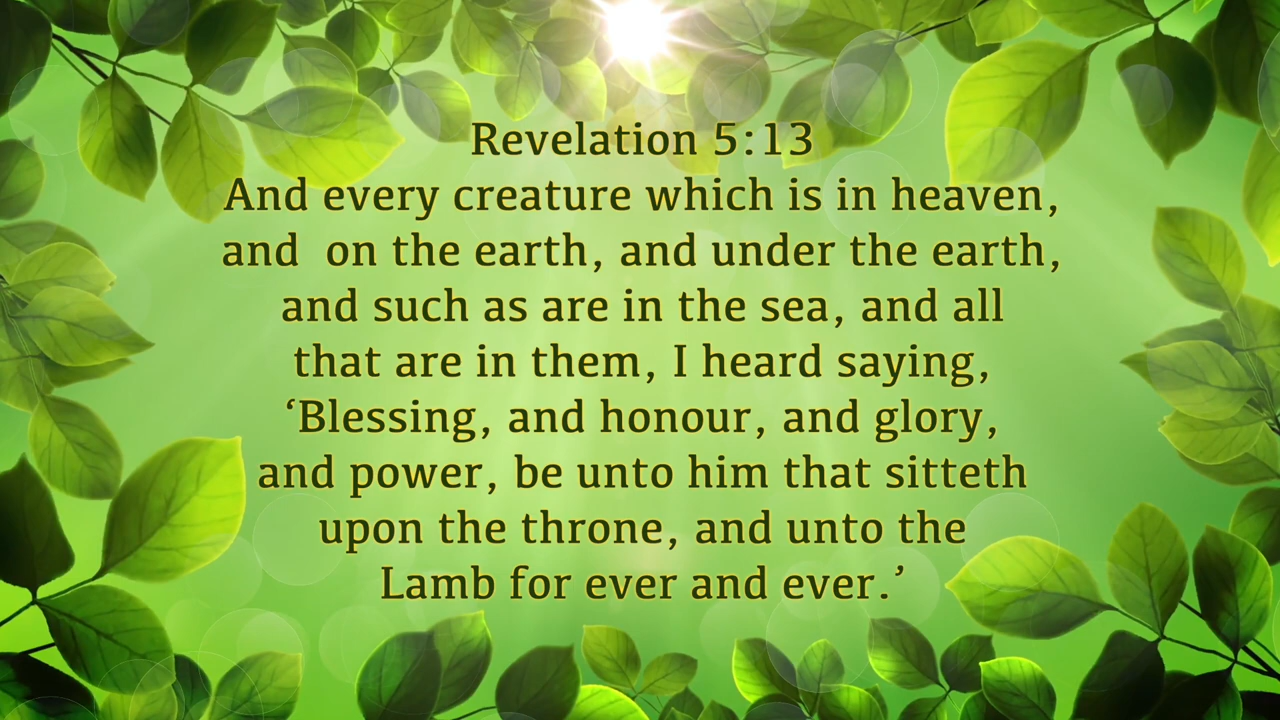 Revelation 5:13
And every creature which is in heaven,
and  on the earth, and under the earth,
and such as are in the sea, and all
that are in them, I heard saying,
‘Blessing, and honour, and glory,
and power, be unto him that sitteth
upon the throne, and unto the
Lamb for ever and ever.’